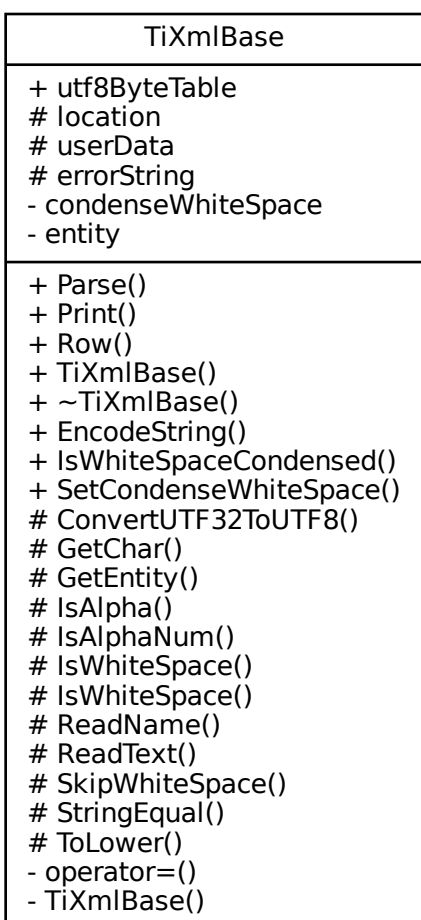 TiXmlBase
+ utf8ByteTable
# location
# userData
# errorString
- condenseWhiteSpace
- entity
+ Parse()
+ Print()
+ Row()
+ TiXmlBase()
+ ~TiXmlBase()
+ EncodeString()
+ IsWhiteSpaceCondensed()
+ SetCondenseWhiteSpace()
# ConvertUTF32ToUTF8()
# GetChar()
# GetEntity()
# IsAlpha()
# IsAlphaNum()
# IsWhiteSpace()
# IsWhiteSpace()
# ReadName()
# ReadText()
# SkipWhiteSpace()
# StringEqual()
# ToLower()
- operator=()
- TiXmlBase()